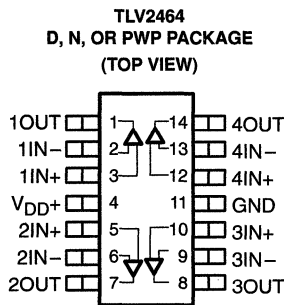 TLV2464
D, N, OR PWP PACKAGE
(TOP VIEW)
1OUT 1 14 4OUT
1IN− 2 13 4IN−
1IN+ 3 12 4IN+
VDD+ 4 11 GND
2IN+ 5 10 3IN+
2IN− 6 9 3IN−
2OUT 7 8 3OUT